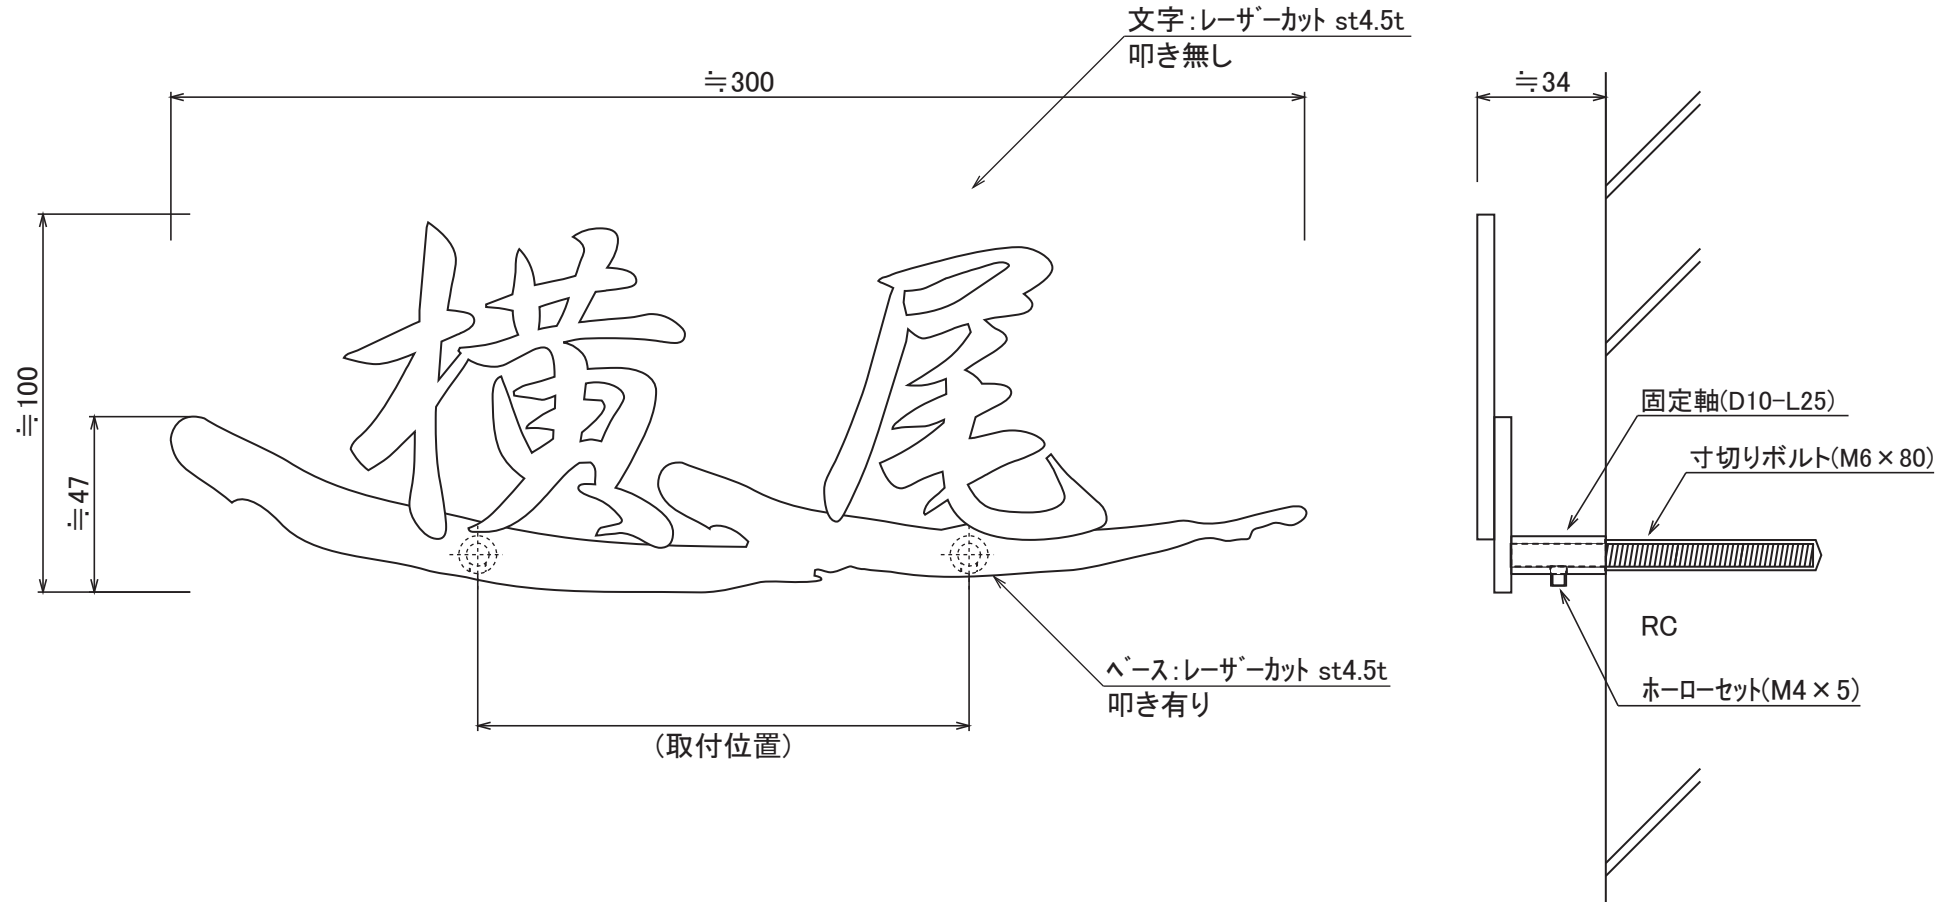 文字:レーザーカット st4.5t
叩き無し
≒300
≒34
≒100
≒47
横尾
固定軸(D10-L25)
寸切りボルト(M6×80)
RC
ホーローセット(M4×5)
ベース:レーザーカット st4.5t
叩き有り
(取付位置)